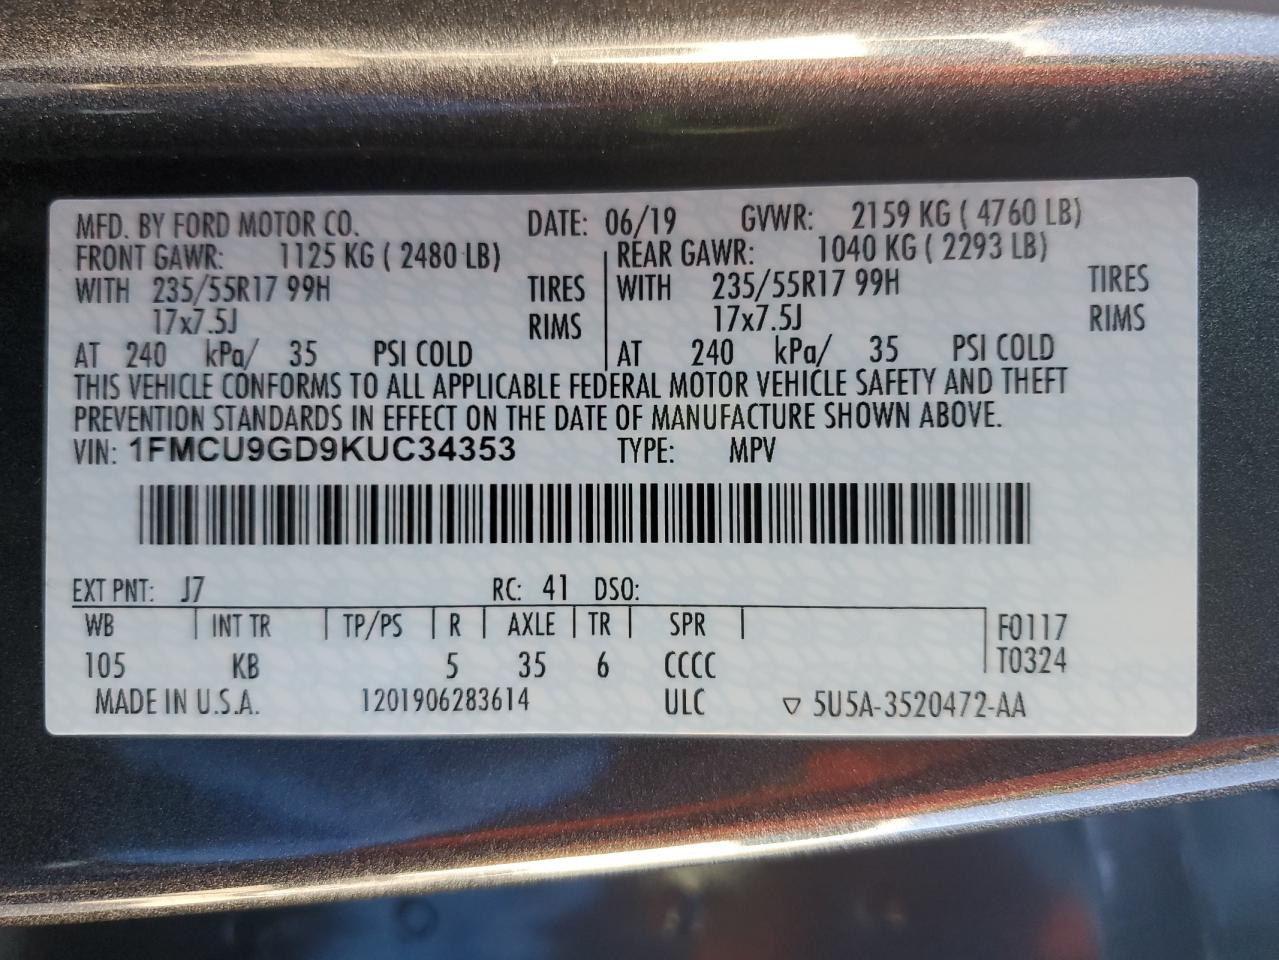 MFD. BY FORD MOTOR CO. DATE: 06/19 GVWR: 2159 KG ( 4760 LB)
FRONT GAWR: 1125 KG ( 2480 LB) REAR GAWR: 1040 KG ( 2293 LB)
WITH 235/55R17 99H TIRES WITH 235/55R17 99H TIRES
17x7.5J RIMS 17x7.5J RIMS
AT 240 kPa/ 35 PSI COLD AT 240 kPa/ 35 PSI COLD
THIS VEHICLE CONFORMS TO ALL APPLICABLE FEDERAL MOTOR VEHICLE SAFETY AND THEFT
PREVENTION STANDARDS IN EFFECT ON THE DATE OF MANUFACTURE SHOWN ABOVE.
VIN: 1FMCU9GD9KUC34353 TYPE: MPV
EXT PNT: J7 RC: 41 DSO:
WB INT TR TP/PS R AXLE TR SPR F0117
105 KB 5 35 6 CCCC T0324
MADE IN U.S.A. 1201906283614 ULC ▽ 5U5A-3520472-AA